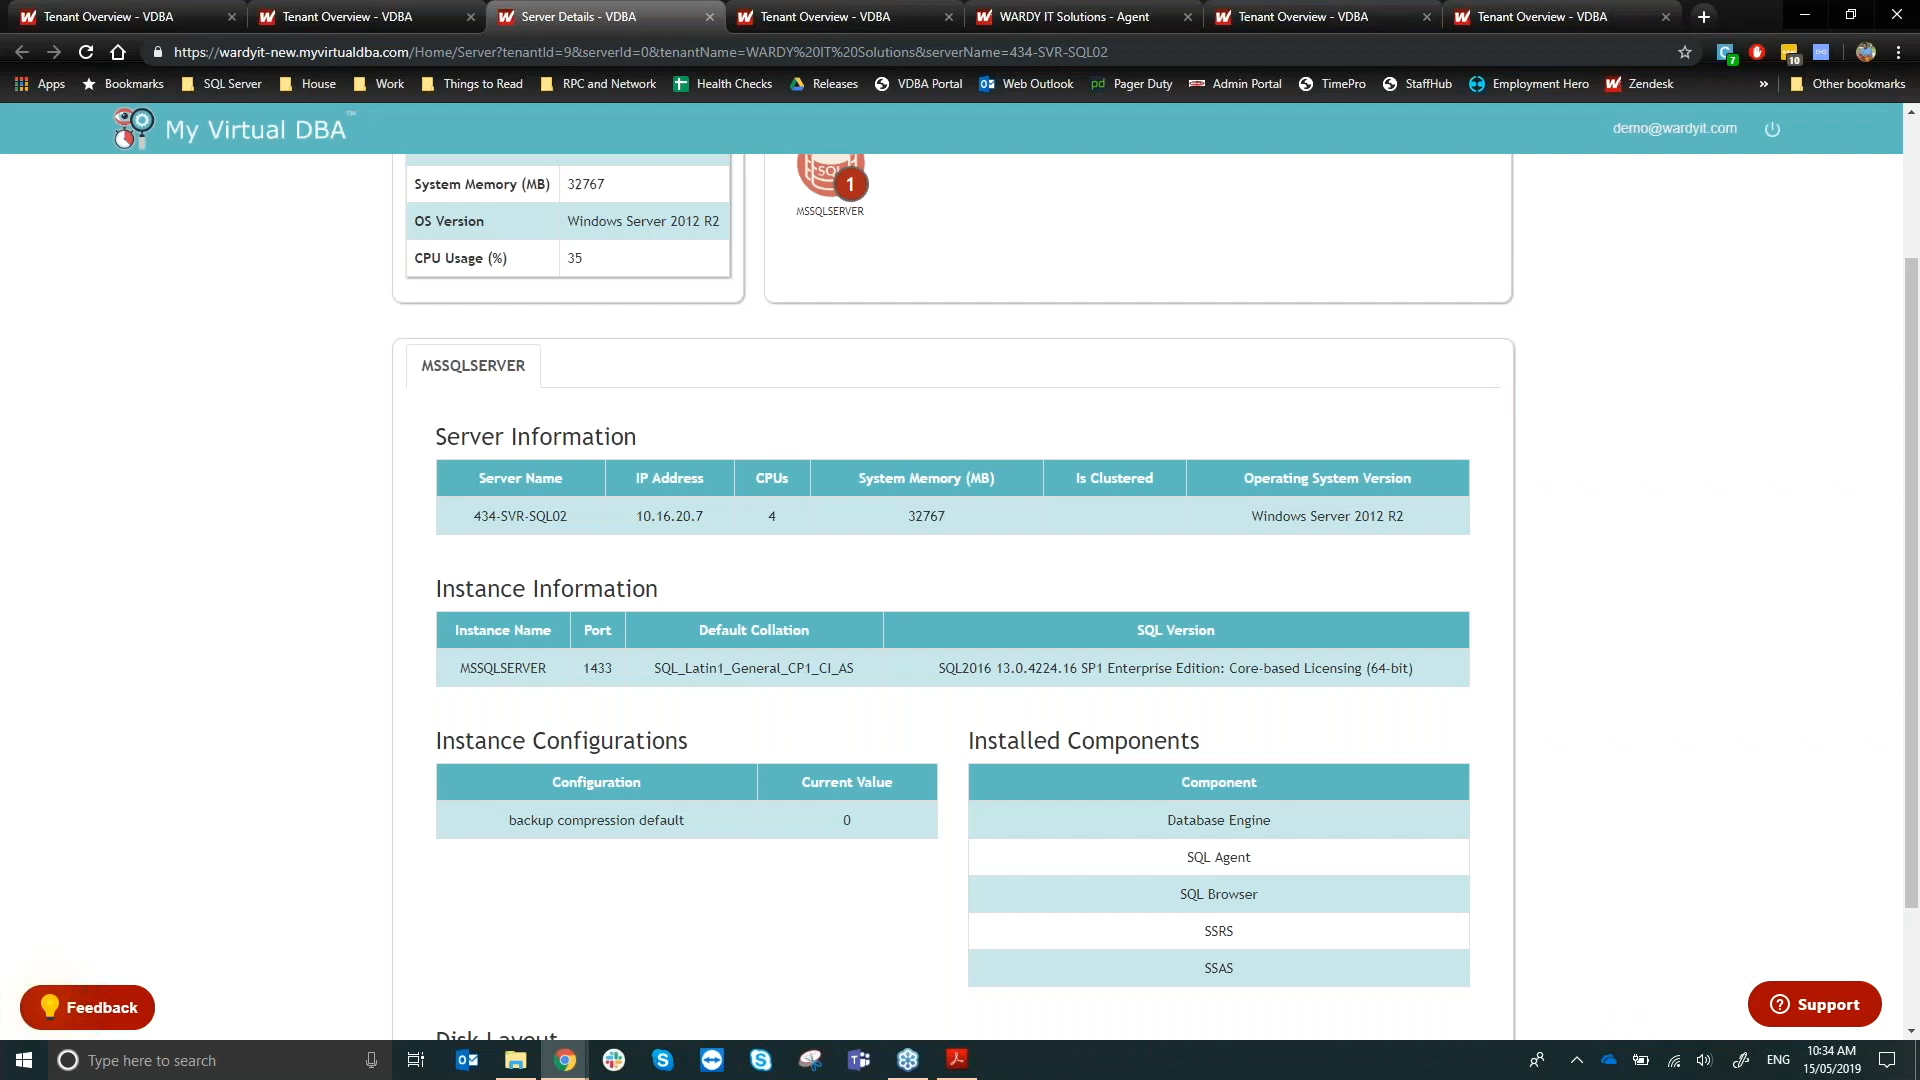 Tenant Overview - VDBA
Tenant Overview - VDBA
Server Details - VDBA
Tenant Overview - VDBA
WARDY IT Solutions - Agent
Tenant Overview - VDBA
Tenant Overview - VDBA
https://wardyit-new.myvirtualdba.com/Home/Server?tenantId=9&serverId=0&tenantName=WARDY%20IT%20Solutions&serverName=434-SVR-SQL02
7
10
Apps
Bookmarks
SQL Server
House
Work
Things to Read
RPC and Network
Health Checks
Releases
VDBA Portal
Web Outlook
pd Pager Duty
Admin Portal
TimePro
StaffHub
Employment Hero
Zendesk
»
Other bookmarks
My Virtual DBA™
demo@wardyit.com
System Memory (MB) 32767
OS Version Windows Server 2012 R2
CPU Usage (%) 35
SQL
1
MSSQLSERVER
MSSQLSERVER
Server Information
Server Name IP Address CPUs System Memory (MB) Is Clustered Operating System Version
434-SVR-SQL02 10.16.20.7 4 32767 Windows Server 2012 R2
Instance Information
Instance Name Port Default Collation SQL Version
MSSQLSERVER 1433 SQL_Latin1_General_CP1_CI_AS SQL2016 13.0.4224.16 SP1 Enterprise Edition: Core-based Licensing (64-bit)
Instance Configurations
Configuration Current Value
backup compression default 0
Installed Components
Component
Database Engine
SQL Agent
SQL Browser
SSRS
SSAS
Disk Layout
Feedback
Support
Type here to search
ENG
10:34 AM
15/05/2019